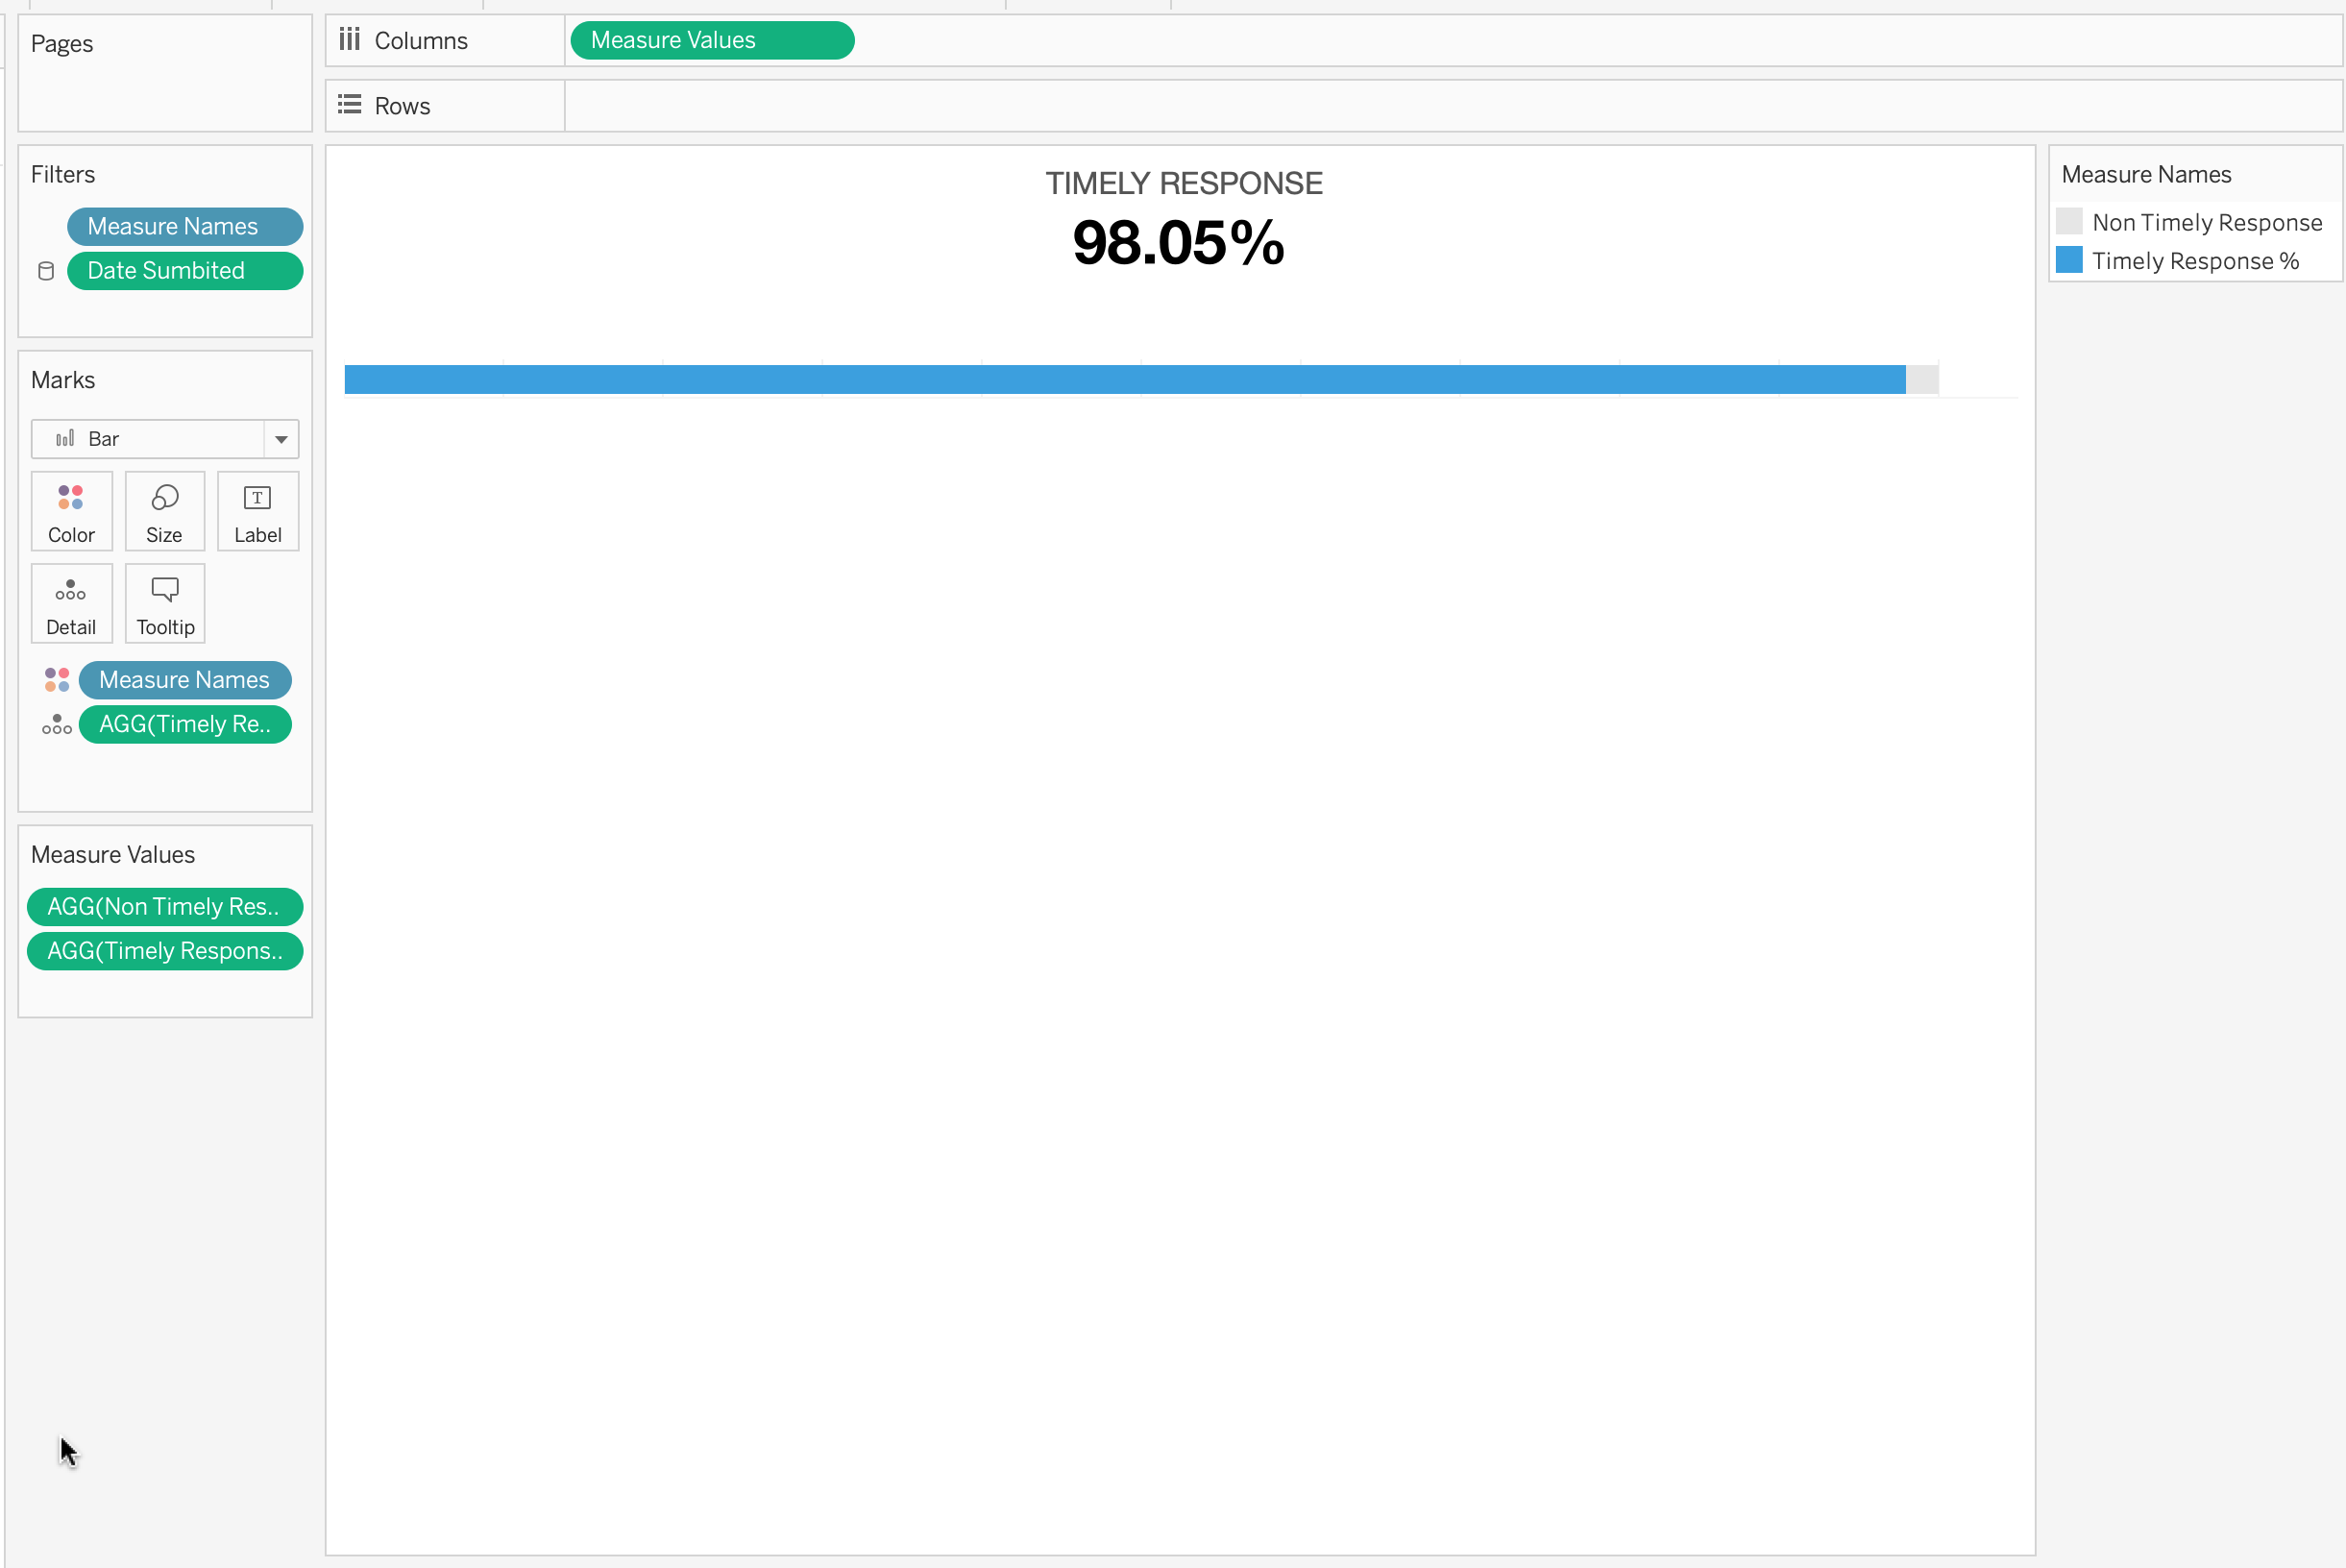 Pages
Columns
Measure Values
Rows
Filters
Measure Names
Date Sumbited
Marks
Bar
Color
Size
T
Label
Detail
Tooltip
Measure Names
AGG(Timely Re..
Measure Values
AGG(Non Timely Res..
AGG(Timely Respons..
TIMELY RESPONSE
98.05%
Measure Names
Non Timely Response
Timely Response %